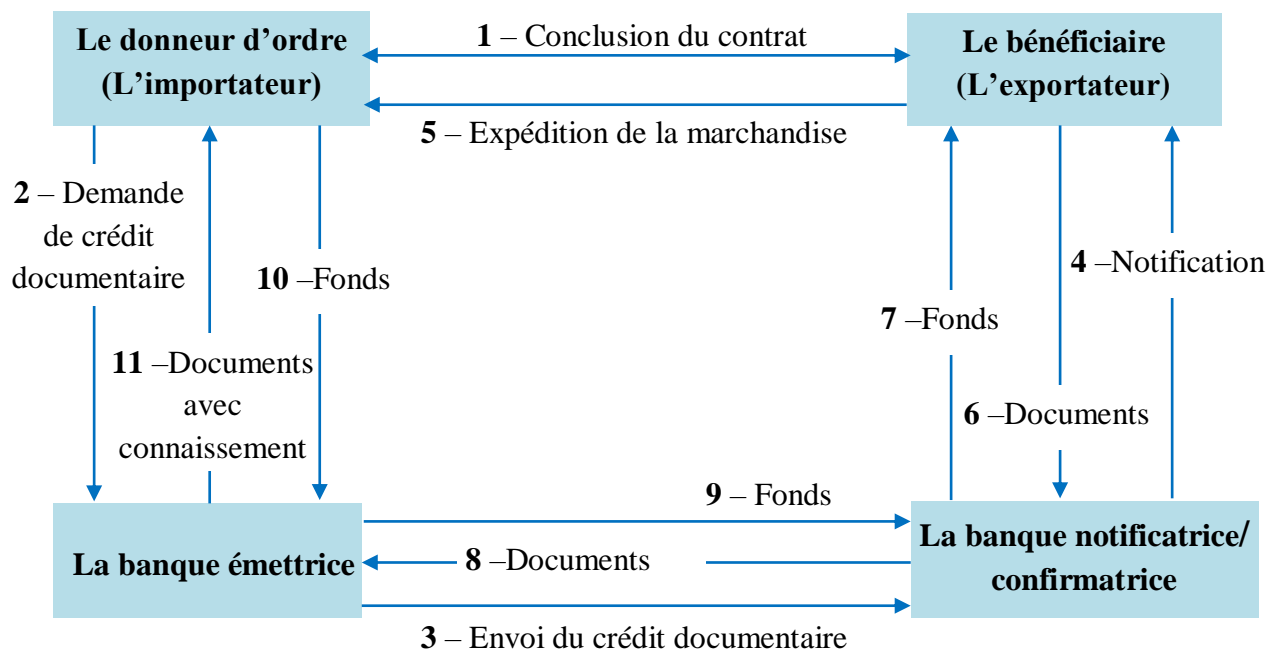 Le donneur d’ordre
(L’importateur)
1 – Conclusion du contrat
Le bénéficiaire
(L’exportateur)
5 – Expédition de la marchandise
2 – Demande
de crédit
documentaire
10 –Fonds
4 –Notification
7 –Fonds
11 –Documents
avec
connaissement
6 –Documents
9 – Fonds
La banque émettrice
8 –Documents
La banque notificatrice/
confirmatrice
3 – Envoi du crédit documentaire